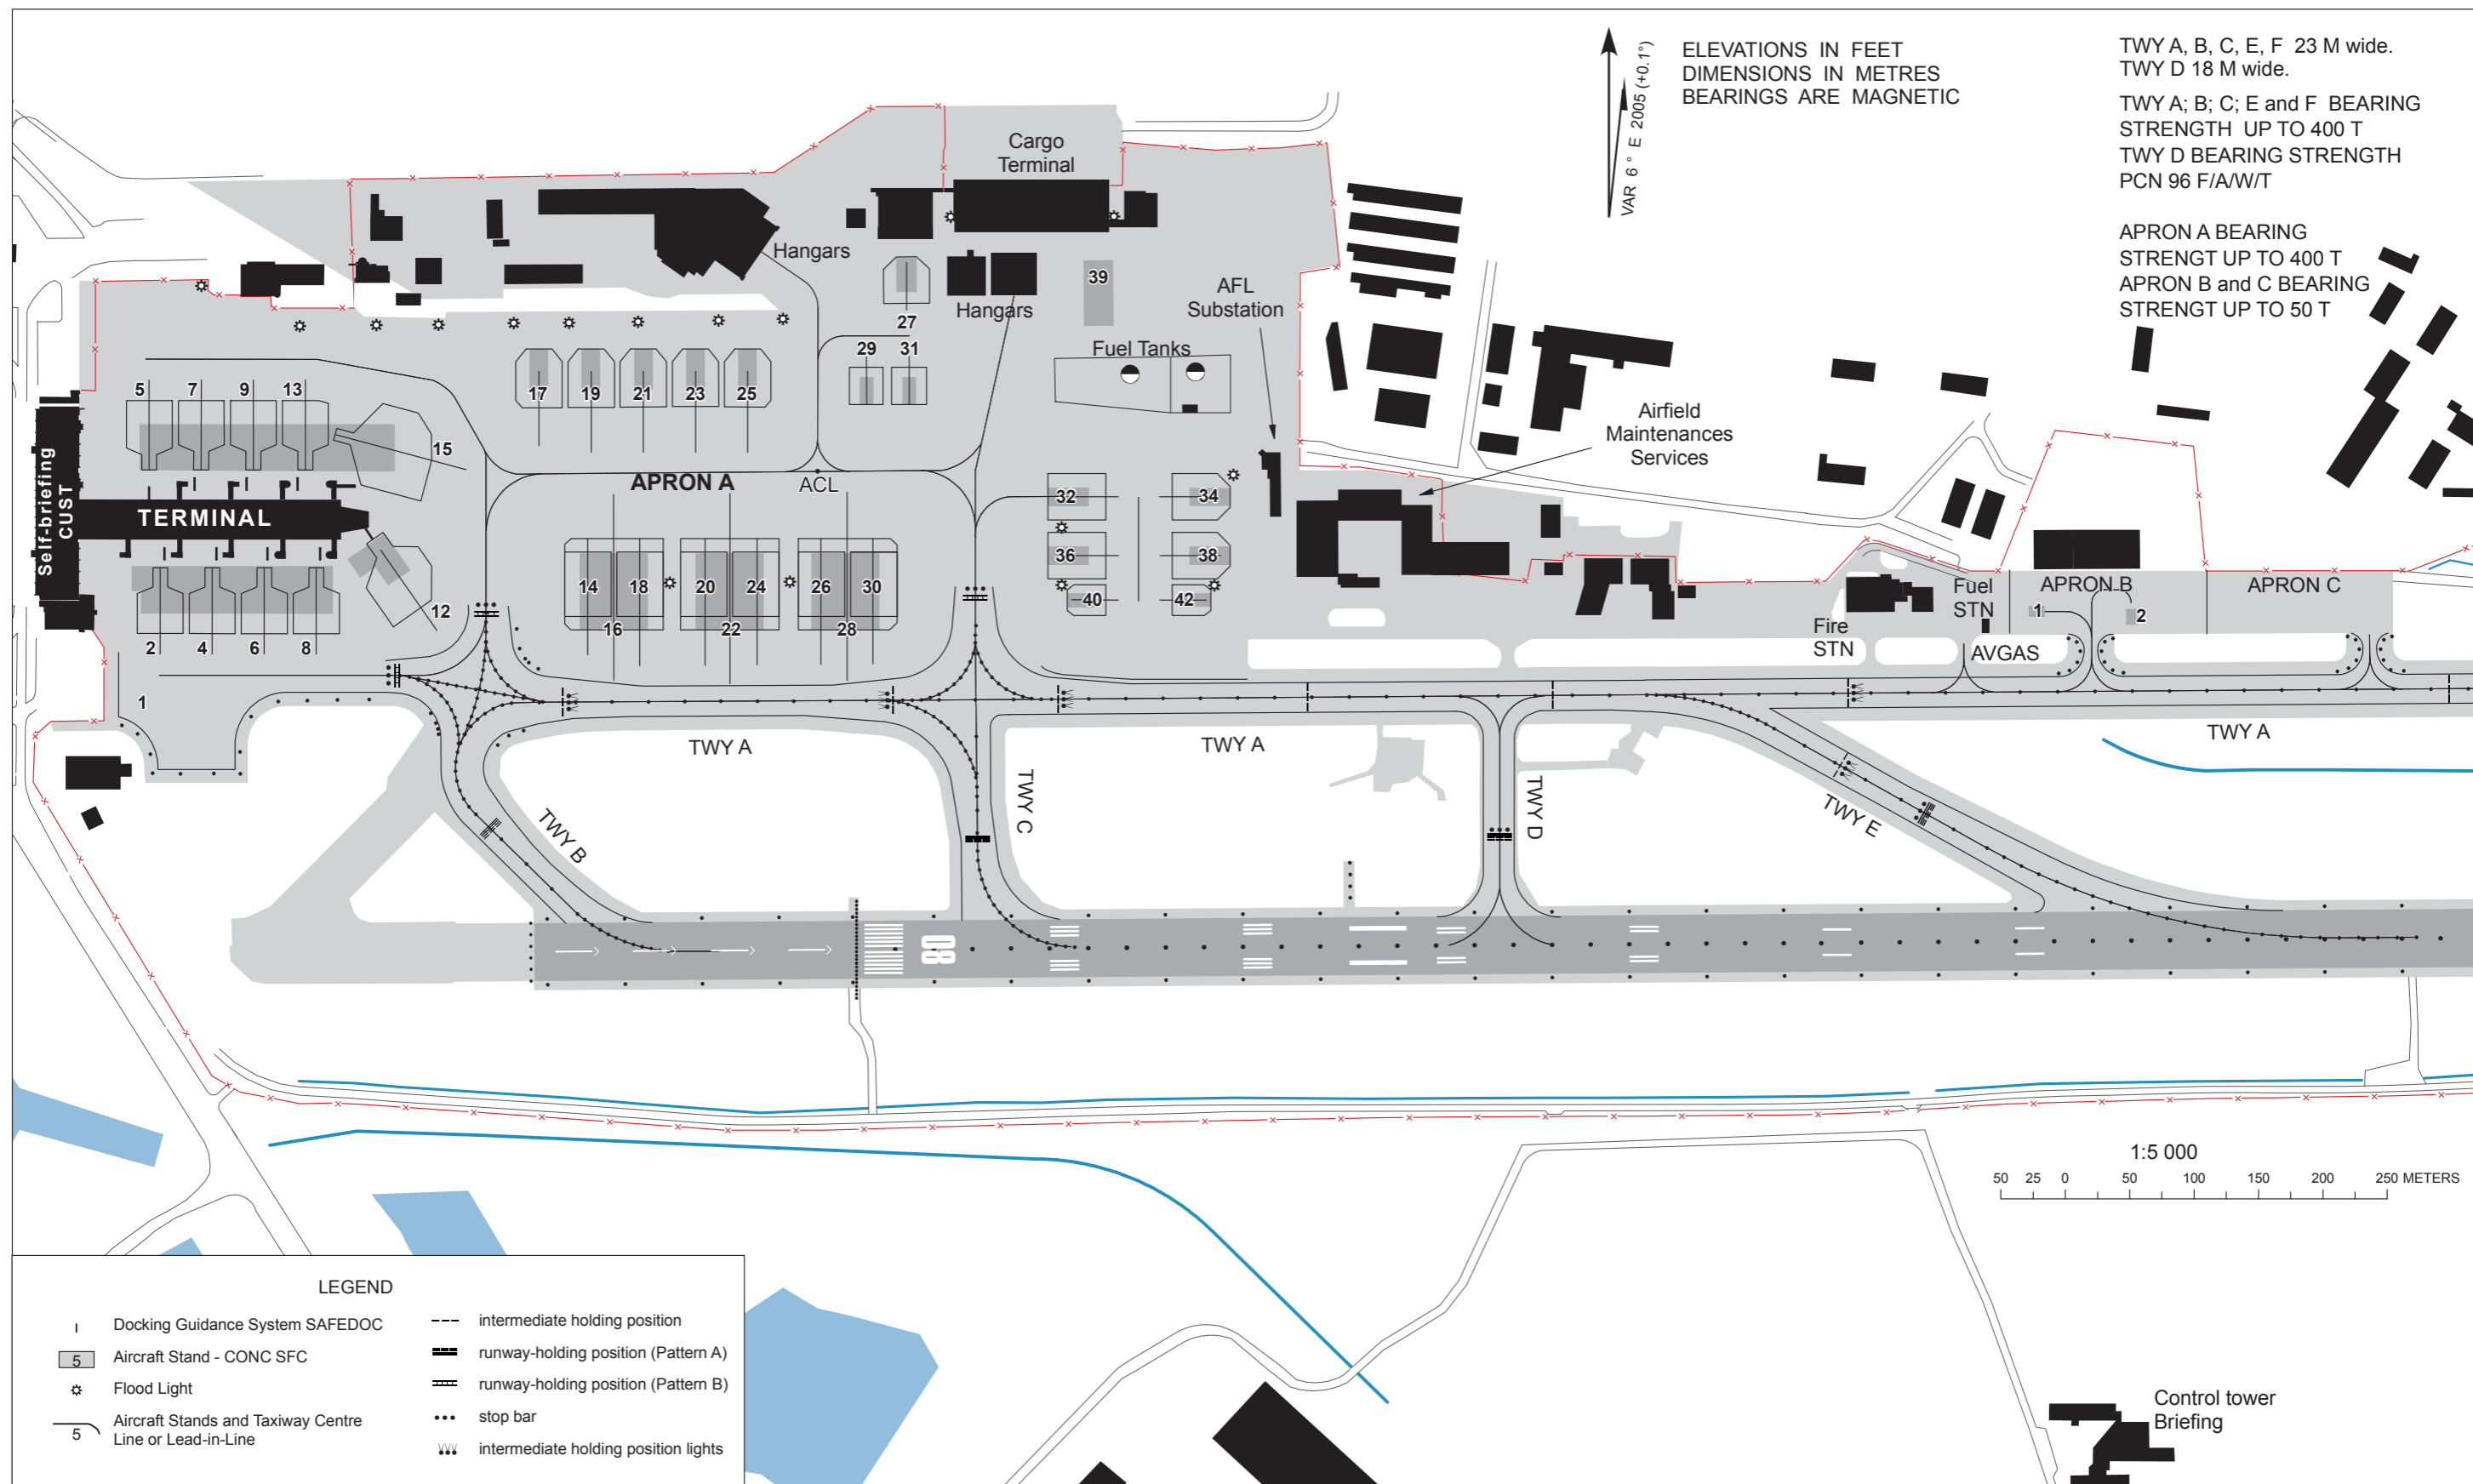 ELEVATIONS IN FEET
DIMENSIONS IN METRES
BEARINGS ARE MAGNETIC
VAR 6° E 2005 (+0.1°)
TWY A, B, C, E, F 23 M wide.
TWY D 18 M wide.
TWY A; B; C; E and F BEARING
STRENGTH UP TO 400 T
TWY D BEARING STRENGTH
PCN 96 F/A/W/T
APRON A BEARING
STRENGT UP TO 400 T
APRON B and C BEARING
STRENGT UP TO 50 T
Cargo
Terminal
Hangars
Hangars
27
39
AFL
Substation
29
31
Fuel Tanks
5
7
9
13
15
17
19
21
23
25
Airfield
Maintenances
Services
APRON A
ACL
Self-briefing
CUST
TERMINAL
32
34
36
38
40
42
14
18
20
24
26
30
16
22
28
12
2
4
6
8
1
Fuel
STN
APRON B
APRON C
1
2
Fire
STN
AVGAS
TWY A
TWY A
TWY A
TWY B
TWY C
TWY D
TWY E
08
1:5 000
50 25 0 50 100 150 200 250 METERS
LEGEND
Docking Guidance System SAFEDOC
5 Aircraft Stand - CONC SFC
Flood Light
5 Aircraft Stands and Taxiway Centre
Line or Lead-in-Line
intermediate holding position
runway-holding position (Pattern A)
runway-holding position (Pattern B)
stop bar
intermediate holding position lights
Control tower
Briefing